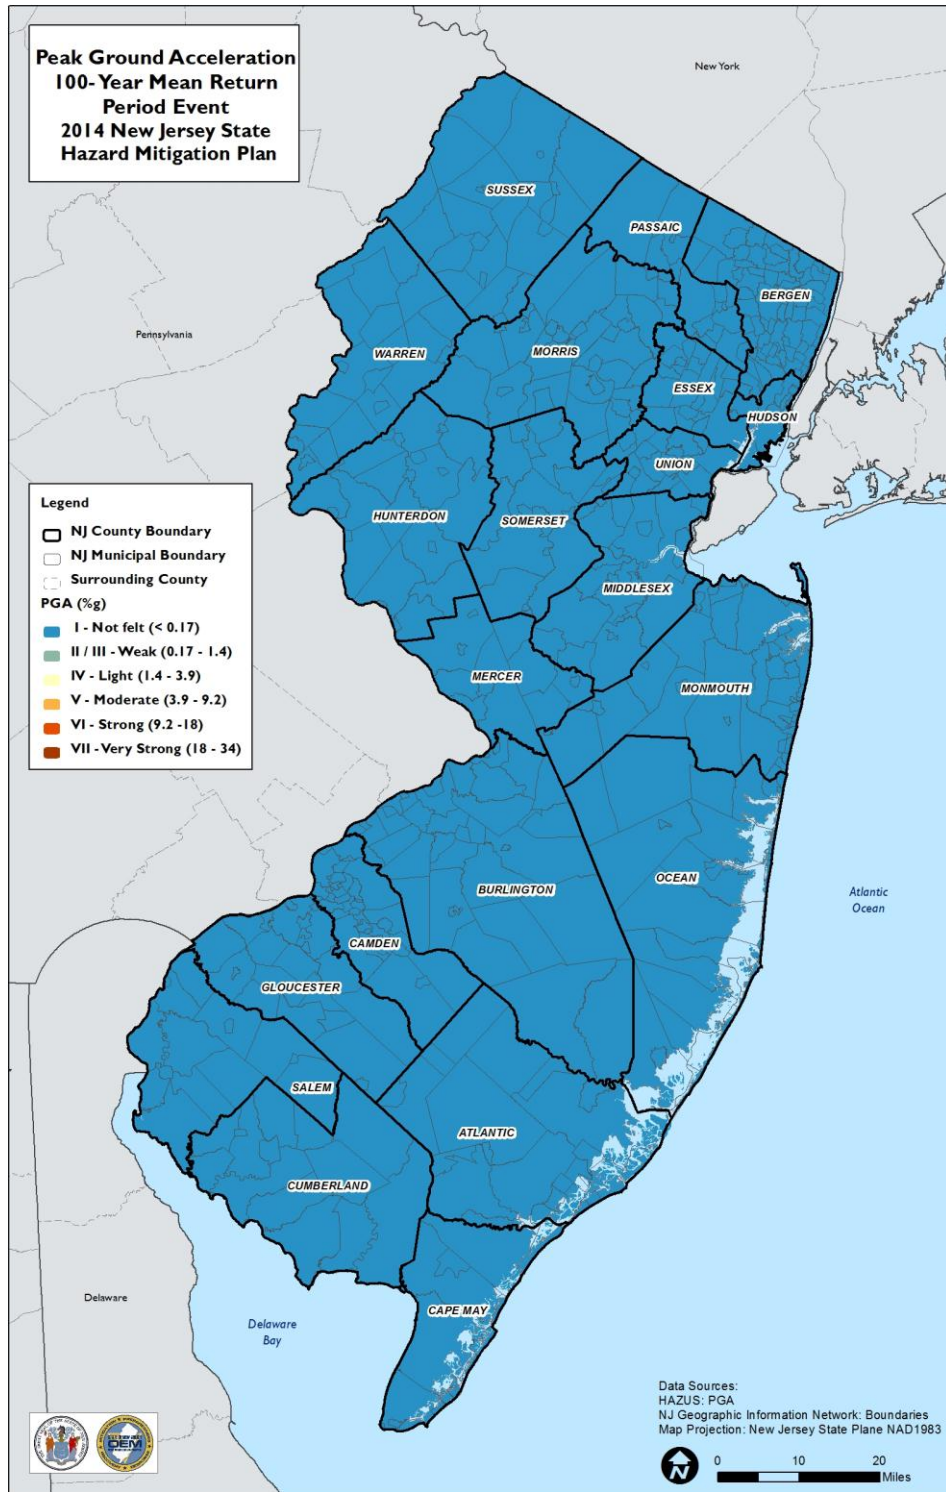 Peak Ground Acceleration
100- Year Mean Return
Period Event
2014 New Jersey State
Hazard Mitigation Plan
New York
SUSSEX
PASSAIC
BERGEN
Pennsylvania
WARREN
MORRIS
ESSEX
HUDSON
UNION
Legend
NJ County Boundary
NJ Municipal Boundary
Surrounding County
PGA (%g)
I - Not felt (< 0.17)
II / III - Weak (0.17 - 1.4)
IV - Light (1.4 - 3.9)
V - Moderate (3.9 - 9.2)
VI - Strong (9.2 -18)
VII - Very Strong (18 - 34)
HUNTERDON
SOMERSET
MIDDLESEX
MERCER
MONMOUTH
OCEAN
BURLINGTON
Atlantic
Ocean
CAMDEN
GLOUCESTER
SALEM
ATLANTIC
CUMBERLAND
Delaware
CAPE MAY
Delaware
Bay
Data Sources:
HAZUS: PGA
NJ Geographic Information Network: Boundaries
Map Projection: New Jersey State Plane NAD1983
OEM
N
0 10 20
Miles